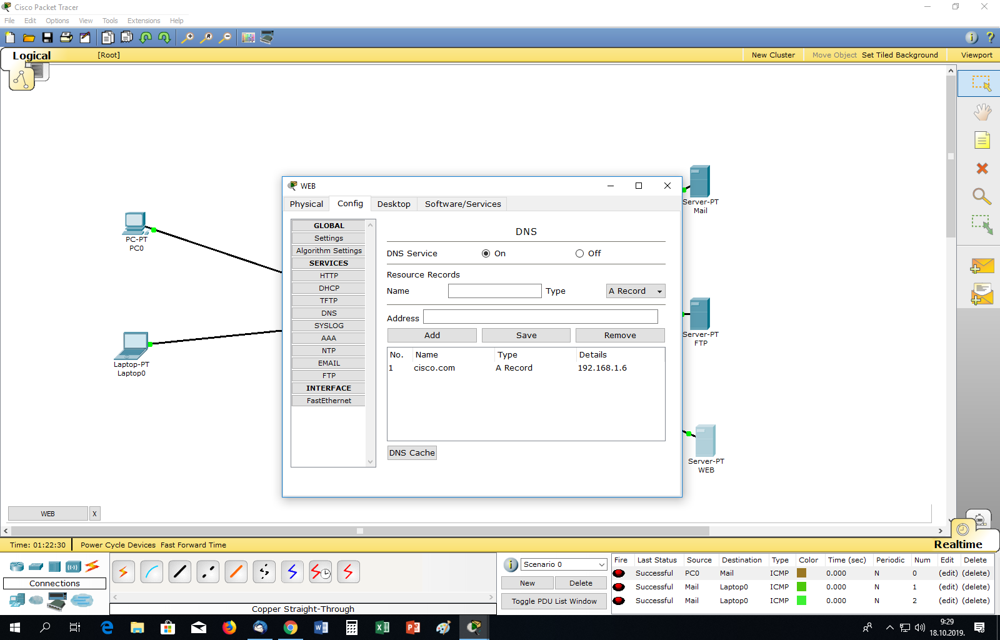 Cisco Packet Tracer
File Edit Options View Tools Extensions Help
Logical [Root] New Cluster Move Object Set Tiled Background Viewport
PC-PT
PC0
Laptop-PT
Laptop0
Server-PT
Mail
Server-PT
FTP
Server-PT
WEB
WEB
Physical Config Desktop Software/Services
GLOBAL
Settings
Algorithm Settings
SERVICES
HTTP
DHCP
TFTP
DNS
SYSLOG
AAA
NTP
EMAIL
FTP
INTERFACE
FastEthernet
DNS
DNS Service On Off
Resource Records
Name Type A Record
Address
Add Save Remove
No. Name Type Details
1 cisco.com A Record 192.168.1.6
DNS Cache
WEB X
Time: 01:22:30 Power Cycle Devices Fast Forward Time Realtime
Connections
Copper Straight-Through
Scenario 0
New Delete
Toggle PDU List Window
Fire Last Status Source Destination Type Color Time (sec) Periodic Num Edit Delete
Successful PC0 Mail ICMP 0.000 N 0 (edit) (delete)
Successful Mail Laptop0 ICMP 0.000 N 1 (edit) (delete)
Successful Mail Laptop0 ICMP 0.000 N 2 (edit) (delete)
9:29
18.10.2019.